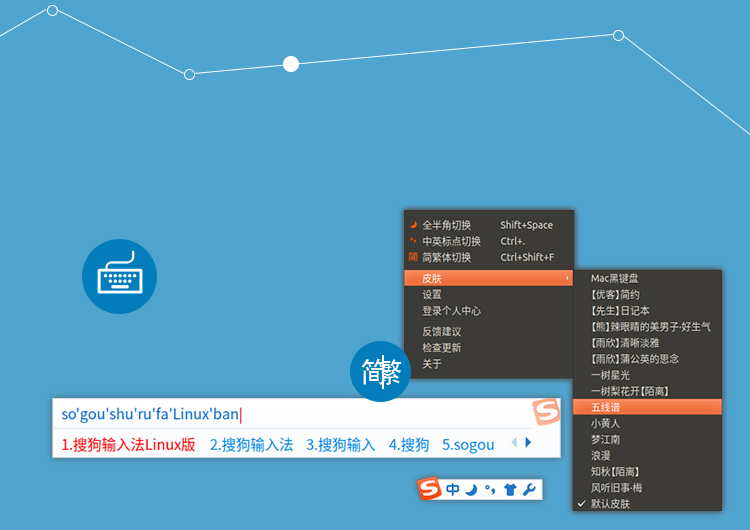 全半角切换 Shift+Space
中英标点切换 Ctrl+.
简 简繁体切换 Ctrl+Shift+F
皮肤
设置
登录个人中心
反馈建议
检查更新
关于
Mac黑键盘
【优客】简约
【先生】日记本
【熊】辣眼睛的美男子·好生气
【雨欣】清晰淡雅
【雨欣】蒲公英的思念
一树星光
一树梨花开【陌离】
五线谱
小黄人
梦江南
浪漫
知秋【陌离】
风听旧事·梅
默认皮肤
简繁
so'gou'shu'ru'fa'Linux'ban
1.搜狗输入法Linux版 2.搜狗输入法 3.搜狗输入 4.搜狗 5.sogou
S
S 中 °,